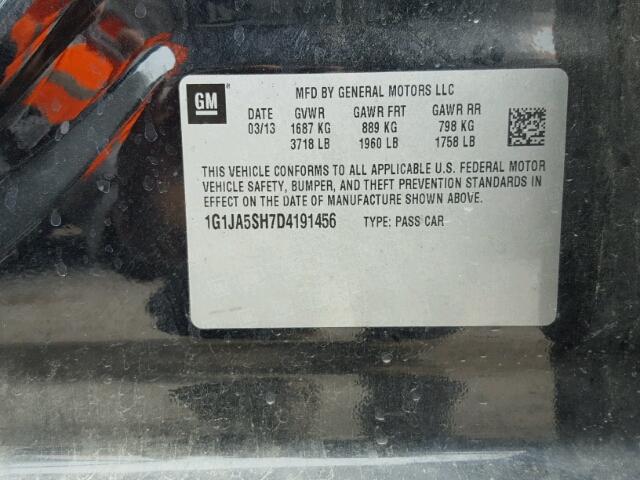 GM ®
MFD BY GENERAL MOTORS LLC
DATE GVWR GAWR FRT GAWR RR
03/13 1687 KG 889 KG 798 KG
3718 LB 1960 LB 1758 LB
THIS VEHICLE CONFORMS TO ALL APPLICABLE U.S. FEDERAL MOTOR
VEHICLE SAFETY, BUMPER, AND THEFT PREVENTION STANDARDS IN
EFFECT ON THE DATE OF MANUFACTURE SHOWN ABOVE.
1G1JA5SH7D4191456 TYPE: PASS CAR